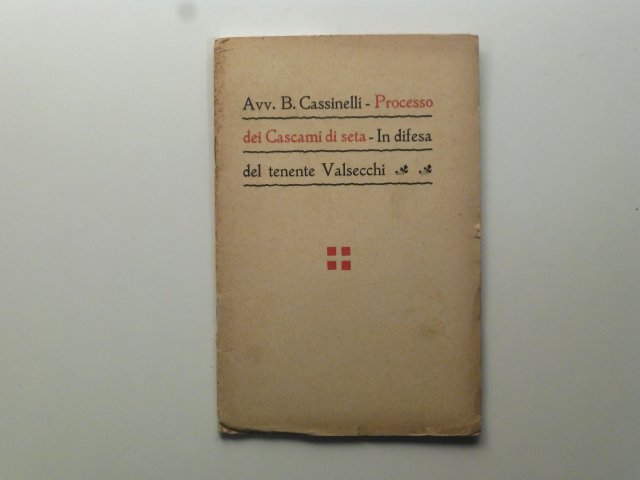 Avv. B. Cassinelli - Processo
dei Cascami di seta - In difesa
del tenente Valsecchi